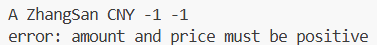 A ZhangSan CNY -1 -1
error: amount and price must be positive